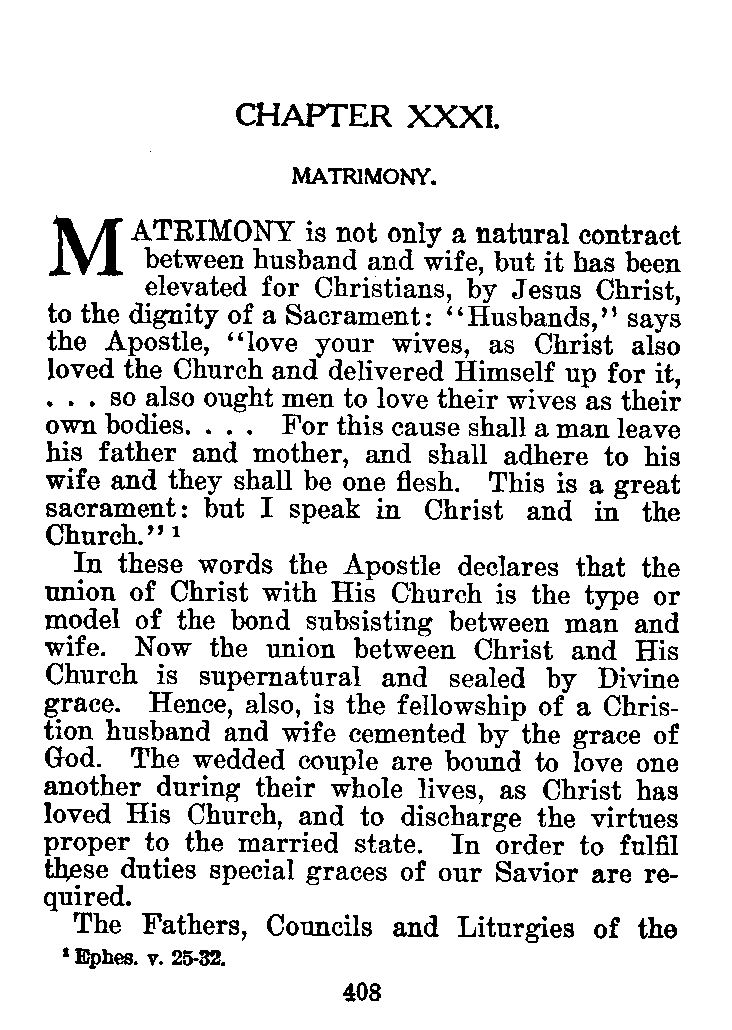 CHAPTER XXXI.
MATRIMONY.
MATRIMONY is not only a natural contract
between husband and wife, but it has been
elevated for Christians, by Jesus Christ,
to the dignity of a Sacrament: "Husbands," says
the Apostle, "love your wives, as Christ also
loved the Church and delivered Himself up for it,
. . . so also ought men to love their wives as their
own bodies. . . . For this cause shall a man leave
his father and mother, and shall adhere to his
wife and they shall be one flesh. This is a great
sacrament: but I speak in Christ and in the
Church." ¹
In these words the Apostle declares that the
union of Christ with His Church is the type or
model of the bond subsisting between man and
wife. Now the union between Christ and His
Church is supernatural and sealed by Divine
grace. Hence, also, is the fellowship of a Chris-
tion husband and wife cemented by the grace of
God. The wedded couple are bound to love one
another during their whole lives, as Christ has
loved His Church, and to discharge the virtues
proper to the married state. In order to fulfil
these duties special graces of our Savior are re-
quired.
The Fathers, Councils and Liturgies of the
¹ Ephes. v. 25-32.
408